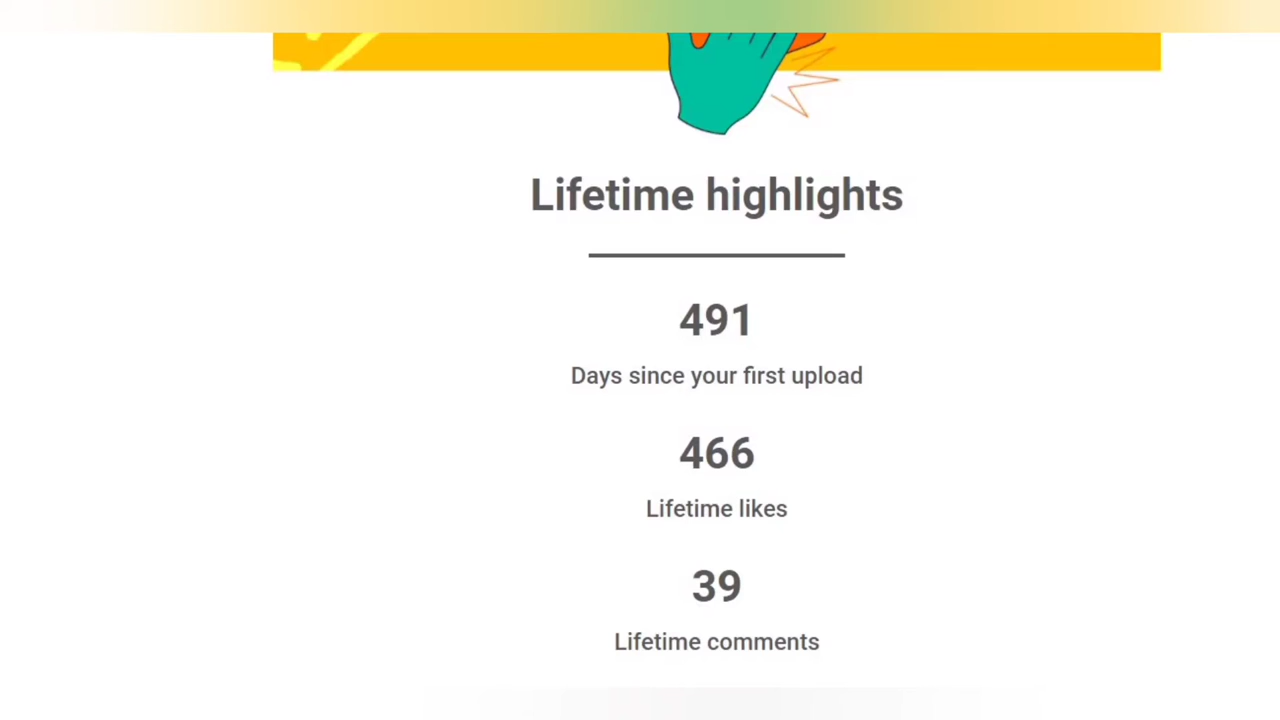 Lifetime highlights
491
Days since your first upload
466
Lifetime likes
39
Lifetime comments